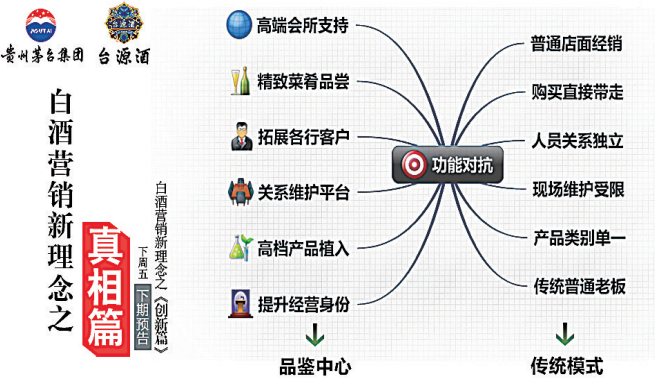 MOUTAI
贵州茅台集团
台源酒
台源酒
白酒营销新理念之
真相篇
白酒营销新理念之《创新篇》
下周五
下期预告
高端会所支持
精致菜肴品尝
拓展各行客户
关系维护平台
高档产品植入
提升经营身份
品鉴中心
功能对抗
普通店面经销
购买直接带走
人员关系独立
现场维护受限
产品类别单一
传统普通老板
传统模式